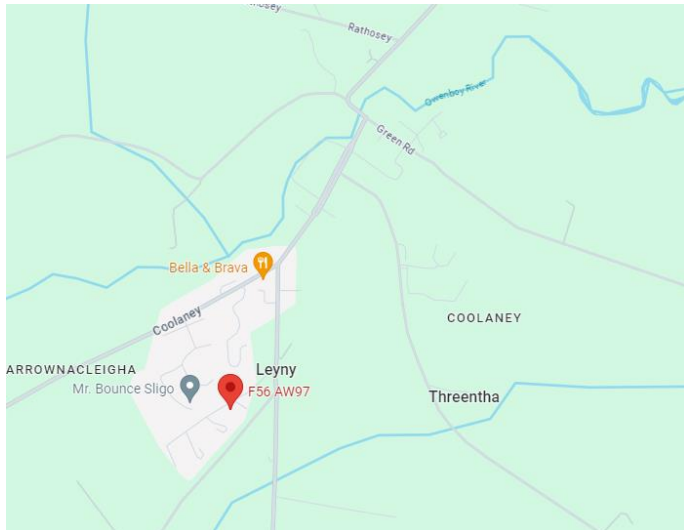 Rathosey
Owenboy River
Green Rd
Bella & Brava
Coolaney
COOLANEY
ARROWNACLEIGHA
Leyny
Mr. Bounce Sligo
F56 AW97
Threentha